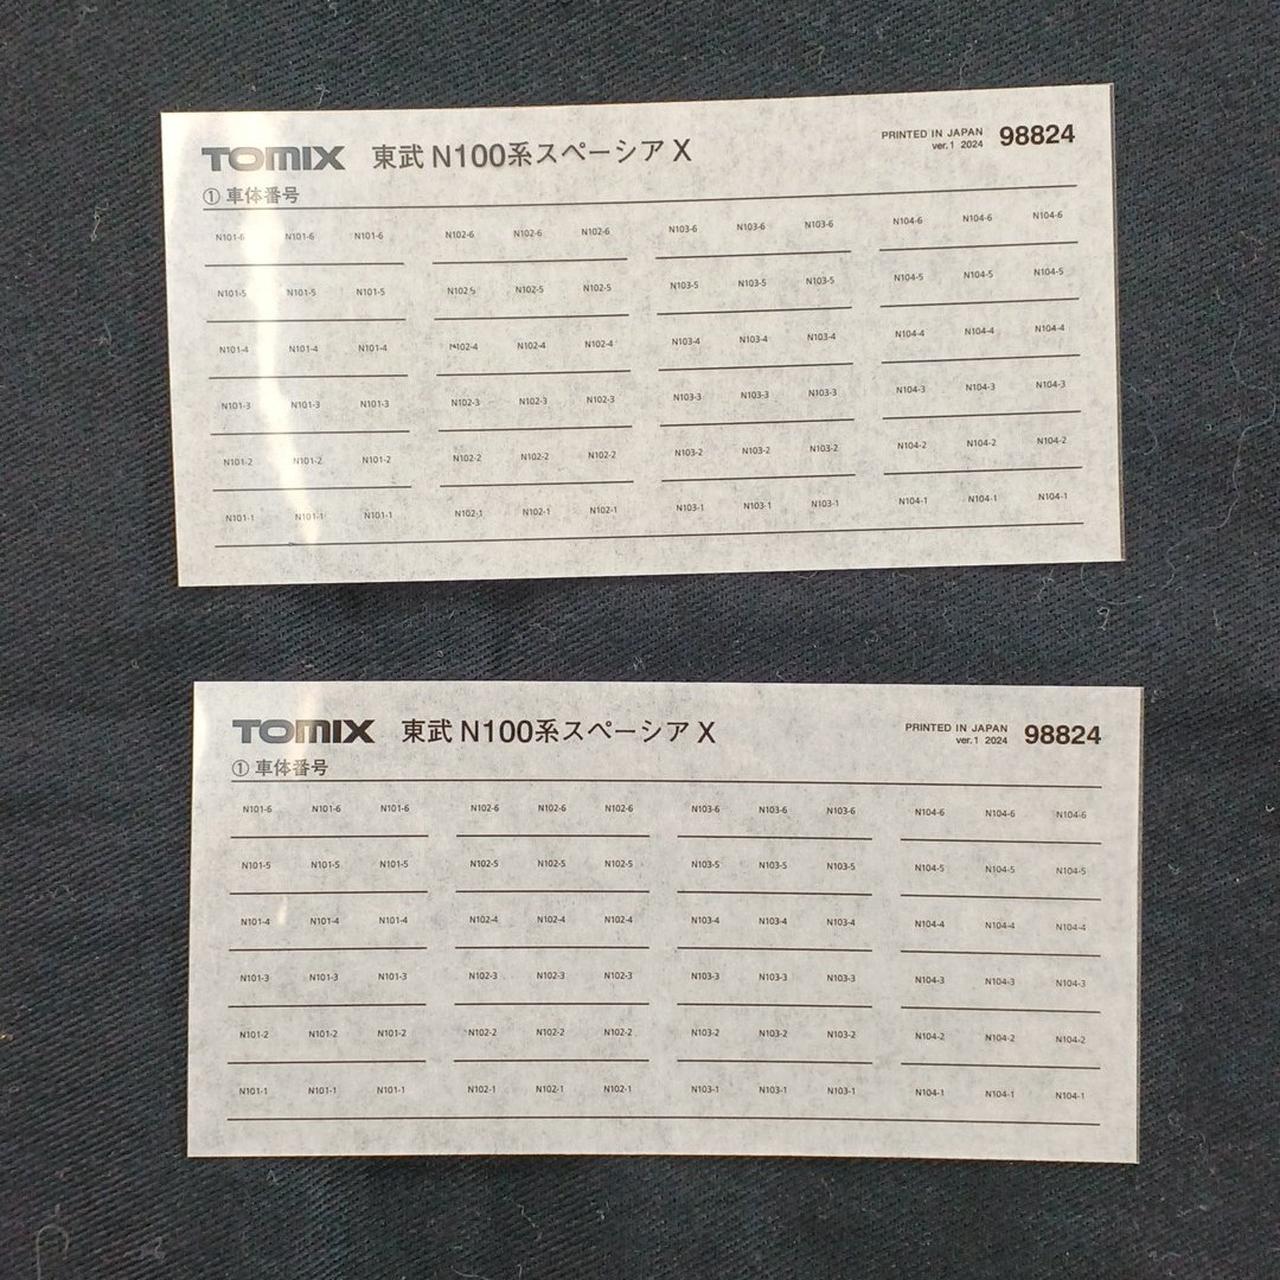 TOMIX 東武 N100系スペーシア X PRINTED IN JAPAN 98824
ver.1 2024
① 車体番号
N101-6 N101-6 N101-6 N102-6 N102-6 N102-6 N103-6 N103-6 N103-6 N104-6 N104-6 N104-6
N101-5 N101-5 N101-5 N102-5 N102-5 N102-5 N103-5 N103-5 N103-5 N104-5 N104-5 N104-5
N101-4 N101-4 N101-4 N102-4 N102-4 N102-4 N103-4 N103-4 N103-4 N104-4 N104-4 N104-4
N101-3 N101-3 N101-3 N102-3 N102-3 N102-3 N103-3 N103-3 N103-3 N104-3 N104-3 N104-3
N101-2 N101-2 N101-2 N102-2 N102-2 N102-2 N103-2 N103-2 N103-2 N104-2 N104-2 N104-2
N101-1 N101-1 N101-1 N102-1 N102-1 N102-1 N103-1 N103-1 N103-1 N104-1 N104-1 N104-1
TOMIX 東武 N100系スペーシア X PRINTED IN JAPAN 98824
ver.1 2024
① 車体番号
N101-6 N101-6 N101-6 N102-6 N102-6 N102-6 N103-6 N103-6 N103-6 N104-6 N104-6 N104-6
N101-5 N101-5 N101-5 N102-5 N102-5 N102-5 N103-5 N103-5 N103-5 N104-5 N104-5 N104-5
N101-4 N101-4 N101-4 N102-4 N102-4 N102-4 N103-4 N103-4 N103-4 N104-4 N104-4 N104-4
N101-3 N101-3 N101-3 N102-3 N102-3 N102-3 N103-3 N103-3 N103-3 N104-3 N104-3 N104-3
N101-2 N101-2 N101-2 N102-2 N102-2 N102-2 N103-2 N103-2 N103-2 N104-2 N104-2 N104-2
N101-1 N101-1 N101-1 N102-1 N102-1 N102-1 N103-1 N103-1 N103-1 N104-1 N104-1 N104-1